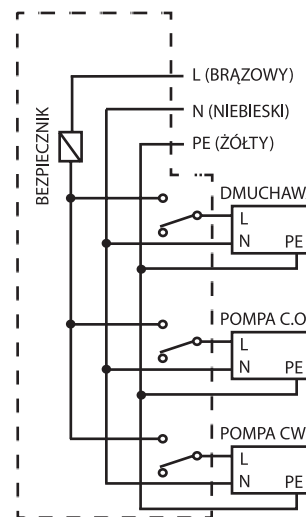 L (BRĄZOWY)
N (NIEBIESKI)
PE (ŻÓŁTY)
BEZPIECZNIK
DMUCHAW
L
N PE
POMPA C.O
L
N PE
POMPA CW
L
N PE